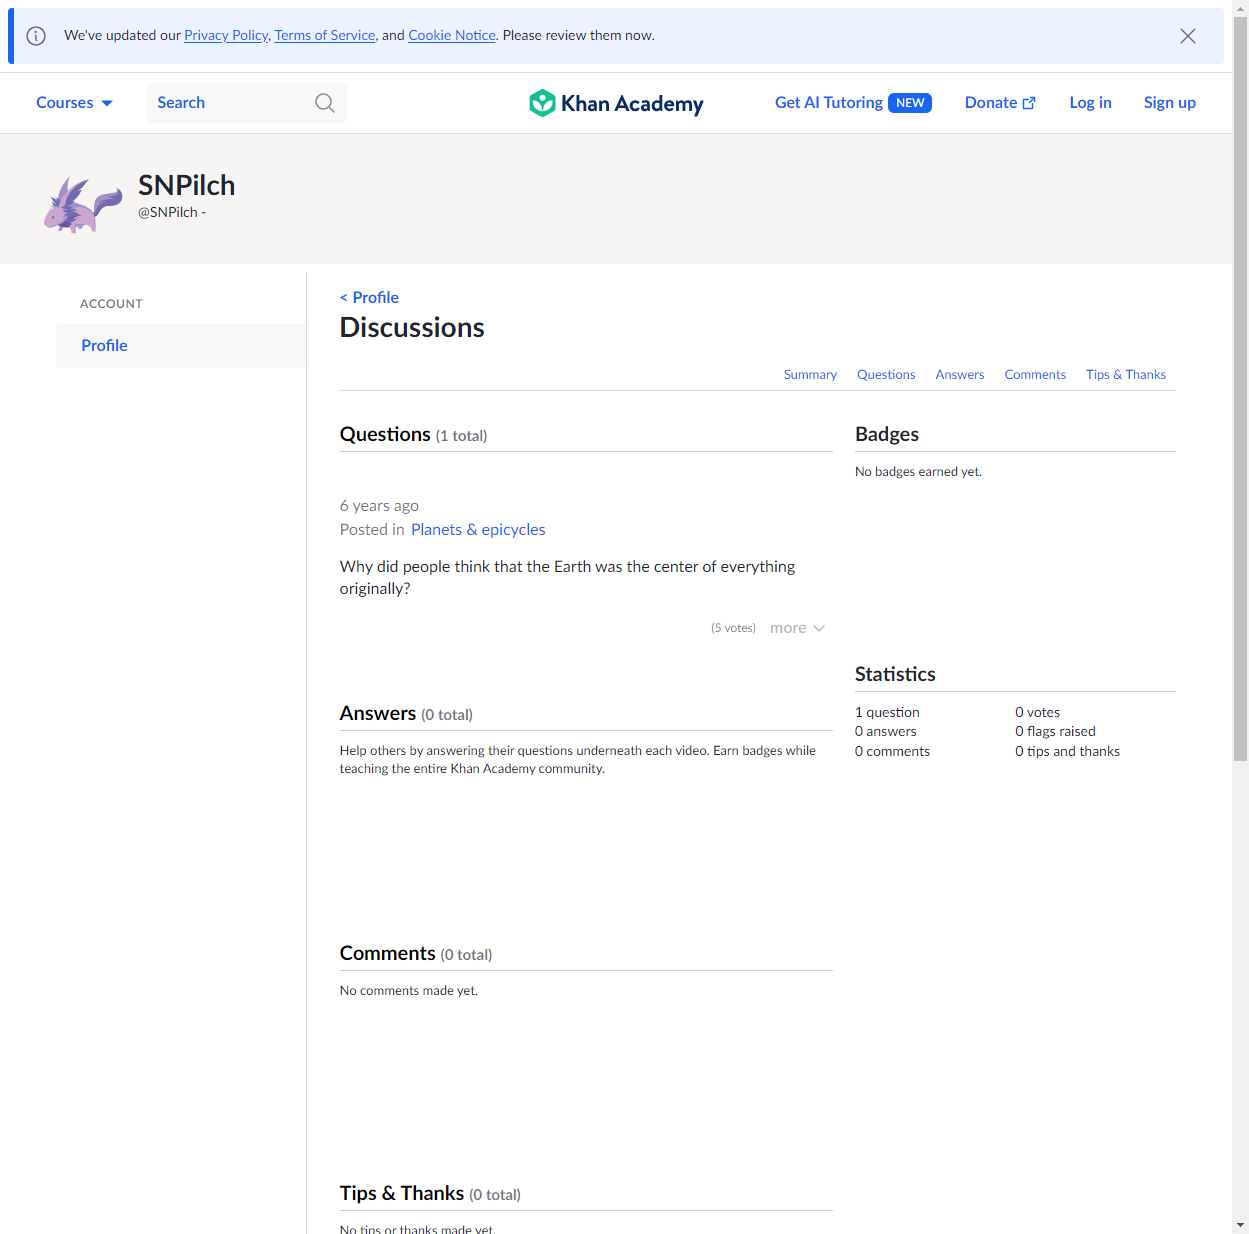 We've updated our Privacy Policy, Terms of Service, and Cookie Notice. Please review them now.
Courses
Search
Khan Academy
Get AI Tutoring NEW
Donate
Log in
Sign up
SNPilch
@SNPilch -
ACCOUNT
Profile
< Profile
Discussions
Summary
Questions
Answers
Comments
Tips & Thanks
Questions (1 total)
6 years ago
Posted in Planets & epicycles
Why did people think that the Earth was the center of everything
originally?
(5 votes)
more
Badges
No badges earned yet.
Answers (0 total)
Help others by answering their questions underneath each video. Earn badges while
teaching the entire Khan Academy community.
Statistics
1 question
0 votes
0 answers
0 flags raised
0 comments
0 tips and thanks
Comments (0 total)
No comments made yet.
Tips & Thanks (0 total)
No tips or thanks made yet.